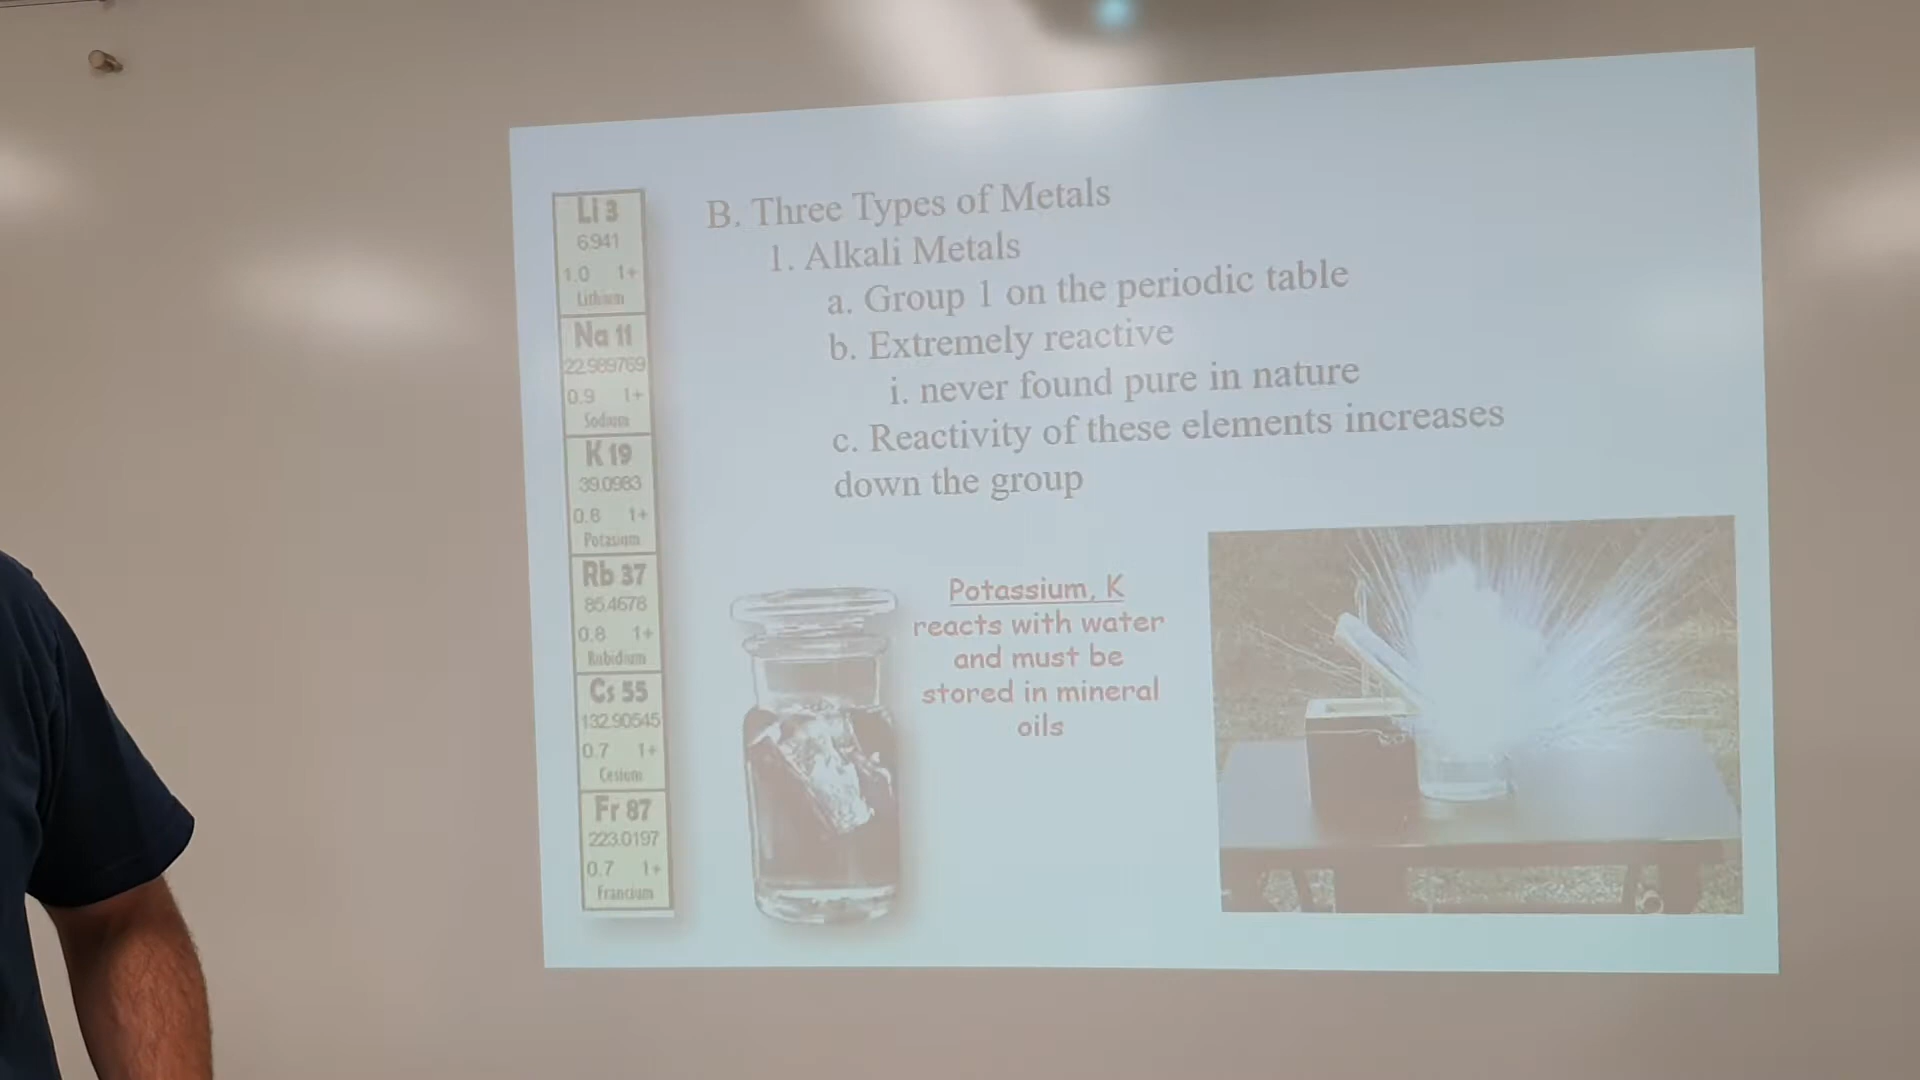 Li 3
6.941
1.0 1+
Lithium
Na 11
22.989769
0.9 1+
Sodium
K 19
39.0983
0.8 1+
Potassium
Rb 37
85.4678
0.8 1+
Rubidium
Cs 55
132.90545
0.7 1+
Cesium
Fr 87
223.0197
0.7 1+
Francium
B. Three Types of Metals
1. Alkali Metals
a. Group 1 on the periodic table
b. Extremely reactive
i. never found pure in nature
c. Reactivity of these elements increases
down the group
Potassium, K
reacts with water
and must be
stored in mineral
oils